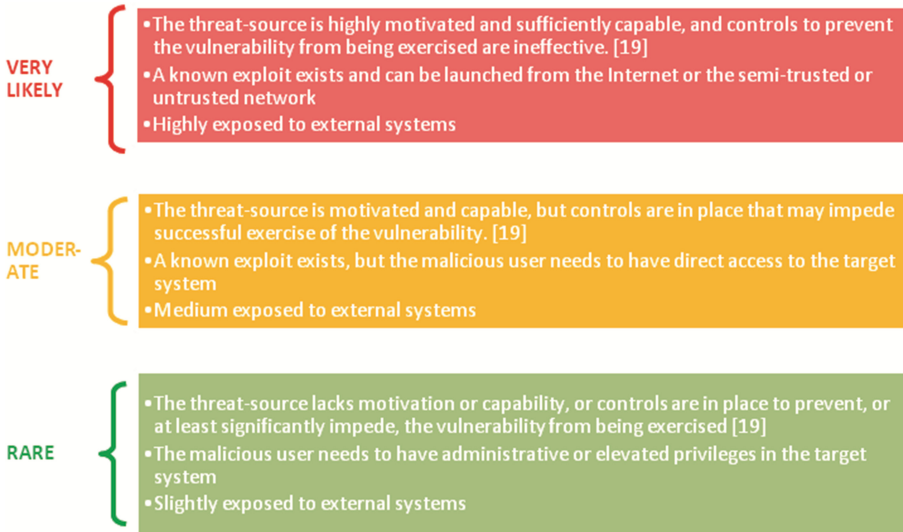 VERY
LIKELY
•The threat-source is highly motivated and sufficiently capable, and controls to prevent
the vulnerability from being exercised are ineffective. [19]
•A known exploit exists and can be launched from the Internet or the semi-trusted or
untrusted network
•Highly exposed to external systems
MODER-
ATE
•The threat-source is motivated and capable, but controls are in place that may impede
successful exercise of the vulnerability. [19]
•A known exploit exists, but the malicious user needs to have direct access to the target
system
•Medium exposed to external systems
RARE
•The threat-source lacks motivation or capability, or controls are in place to prevent, or
at least significantly impede, the vulnerability from being exercised [19]
•The malicious user needs to have administrative or elevated privileges in the target
system
•Slightly exposed to external systems